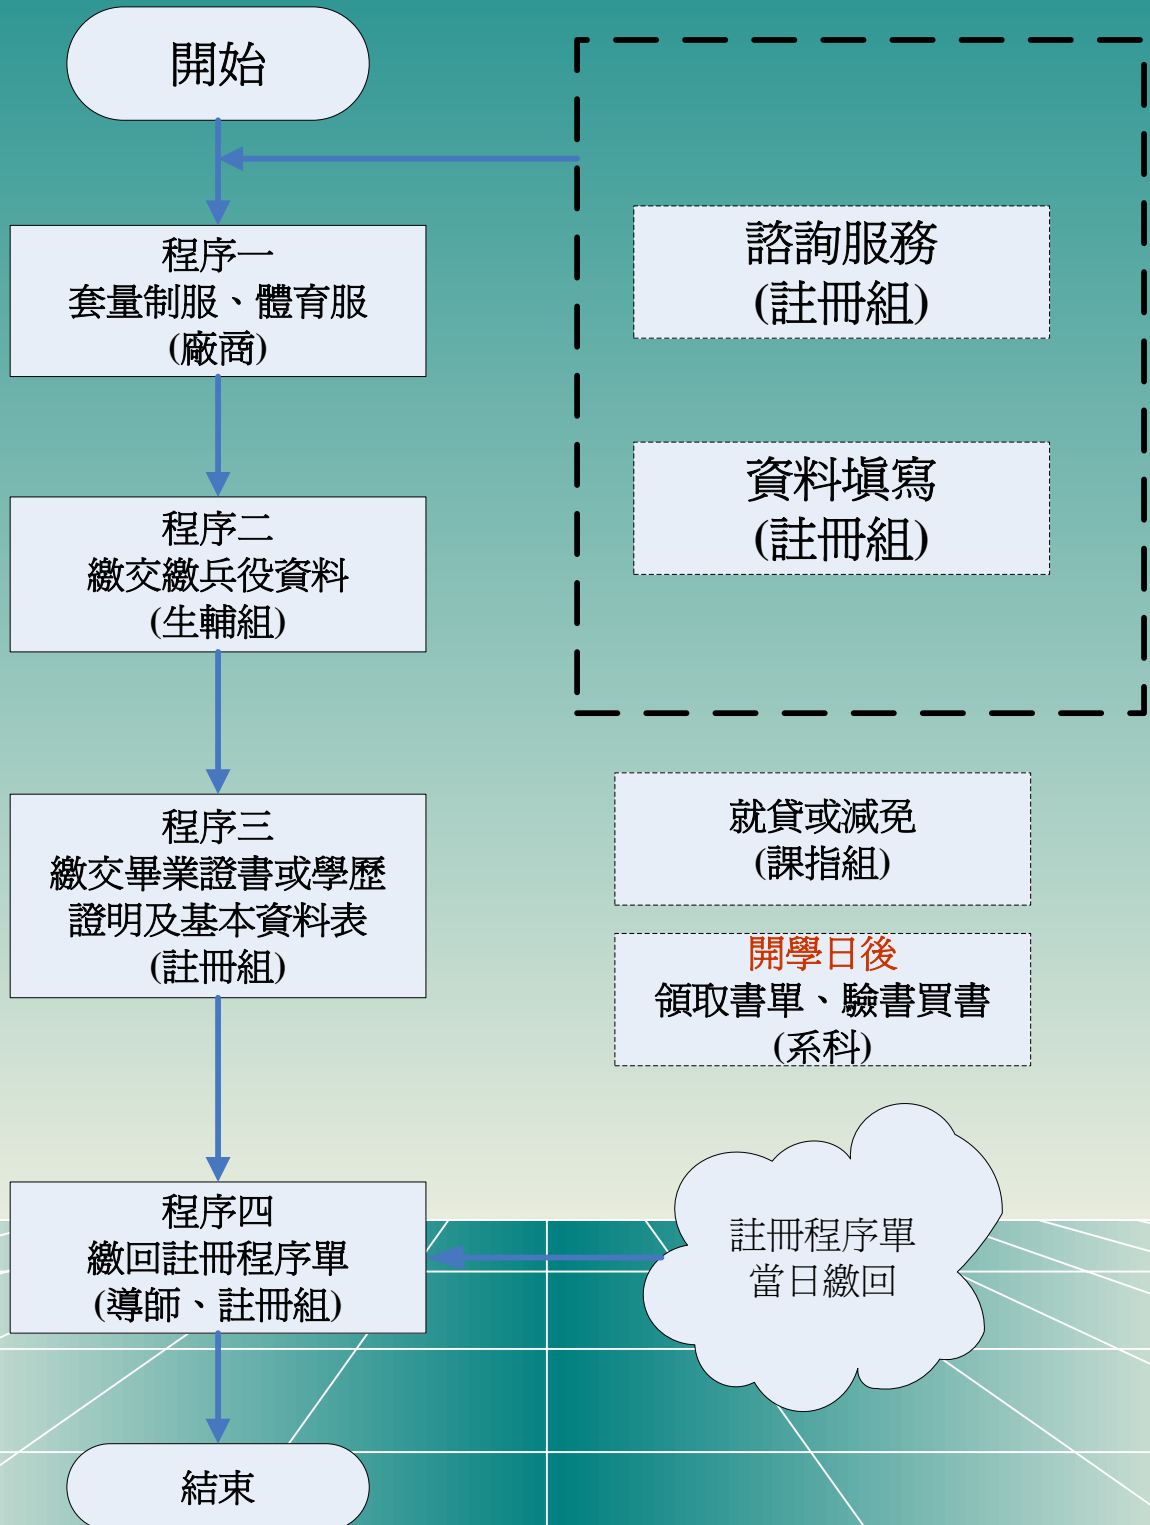 開始
程序一
套量制服、體育服
(廠商)
程序二
繳交繳兵役資料
(生輔組)
程序三
繳交畢業證書或學歷
證明及基本資料表
(註冊組)
程序四
繳回註冊程序單
(導師、註冊組)
結束
諮詢服務
(註冊組)
資料填寫
(註冊組)
就貸或減免
(課指組)
開學日後
領取書單、驗書買書
(系科)
註冊程序單
當日繳回